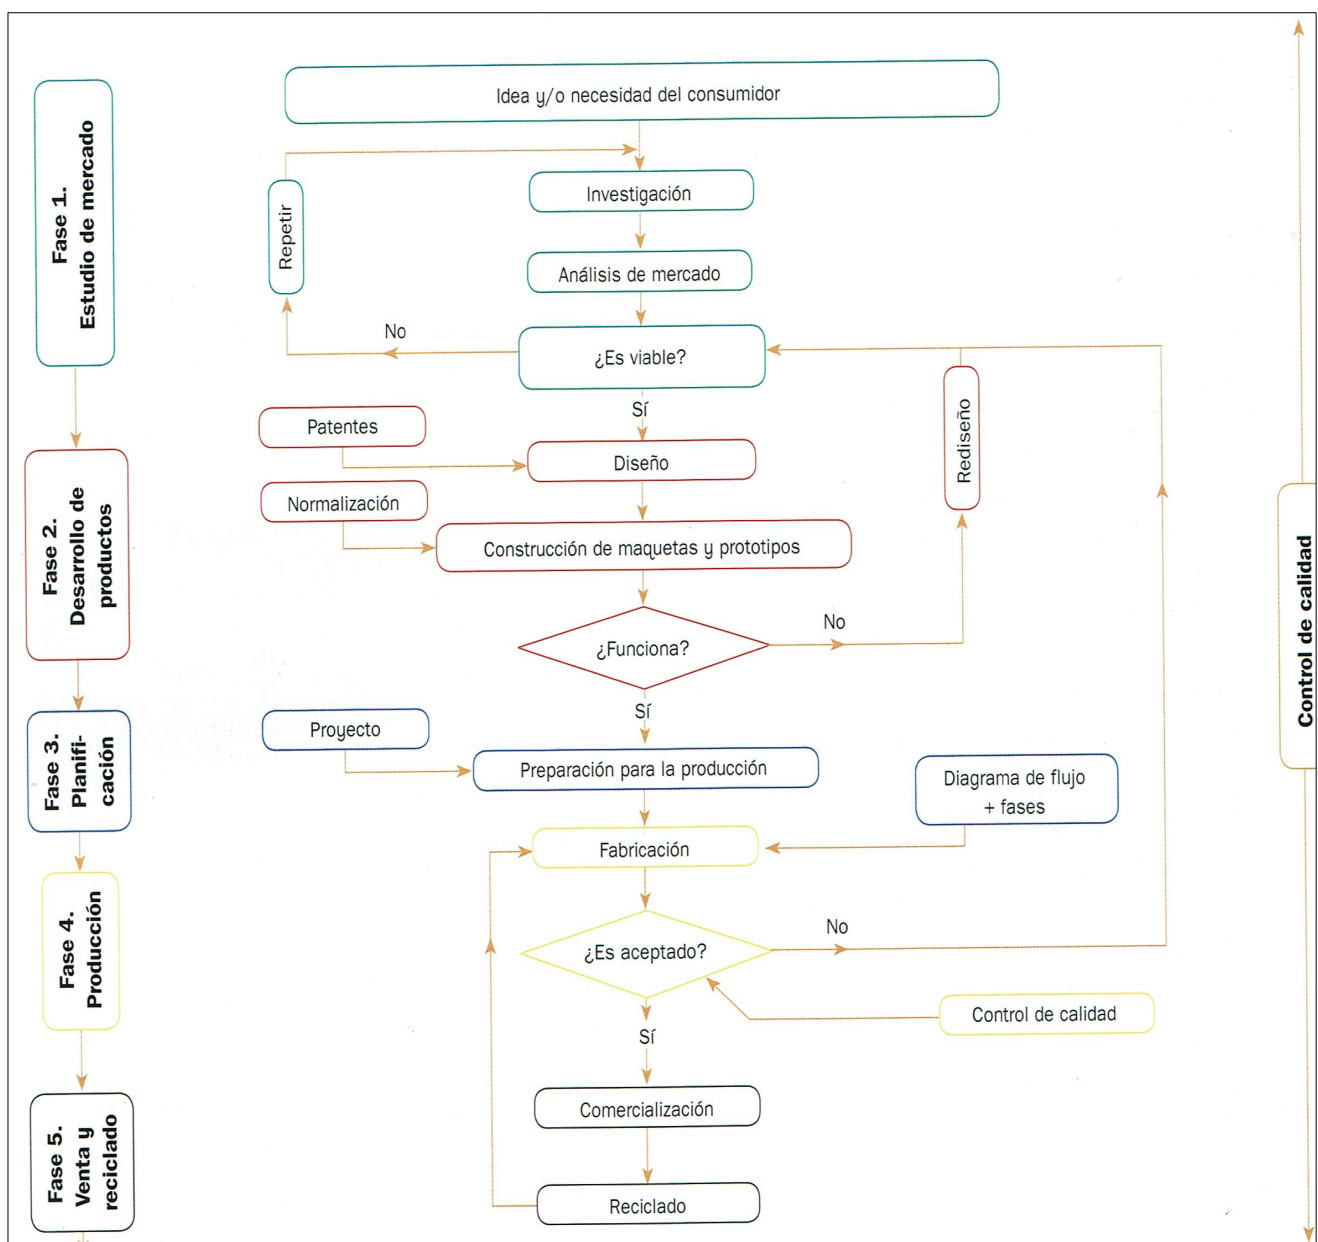 Idea y/o necesidad del consumidor
Fase 1.
Estudio de mercado
Repetir
Investigación
Análisis de mercado
No
¿Es viable?
Sí
Rediseño
Patentes
Diseño
Fase 2.
Desarrollo de
productos
Normalización
Construcción de maquetas y prototipos
¿Funciona?
No
Control de calidad
Sí
Fase 3.
Planifi-
cación
Proyecto
Preparación para la producción
Diagrama de flujo
+ fases
Fabricación
Fase 4.
Producción
¿Es aceptado?
No
Control de calidad
Sí
Fase 5.
Venta y
reciclado
Comercialización
Reciclado